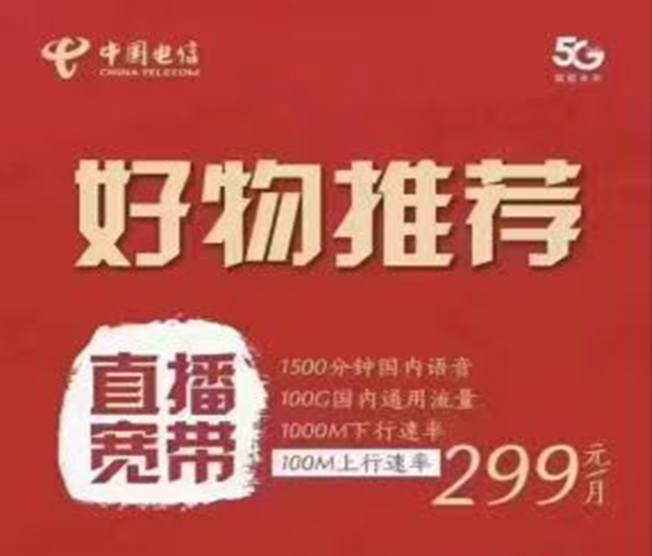 中国电信
CHINA TELECOM
5G
好物推荐
直播
宽带
1500分钟国内语音
100G国内通用流量
1000M下行速率
100M上行速率
299元/月